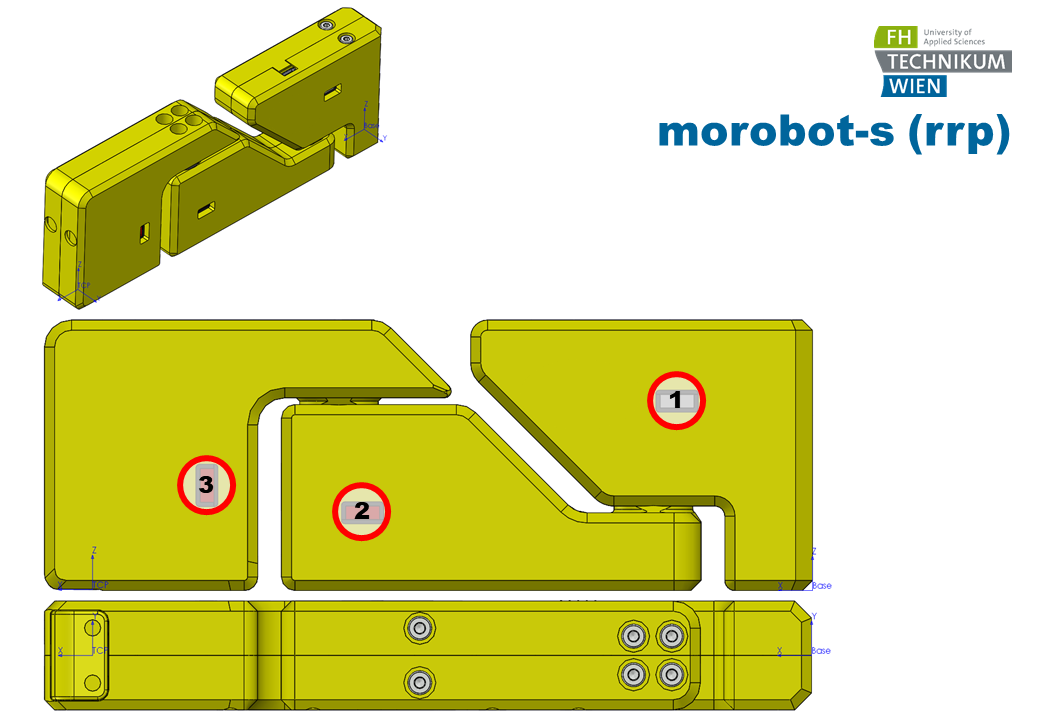 FH University of
Applied Sciences
TECHNIKUM
WIEN
morobot-s (rrp)
Z
Base
Y
Z
TCP
1
3
2
Z
X
TCP
Z
X
Base
Y
X
TCP
Y
X
Base